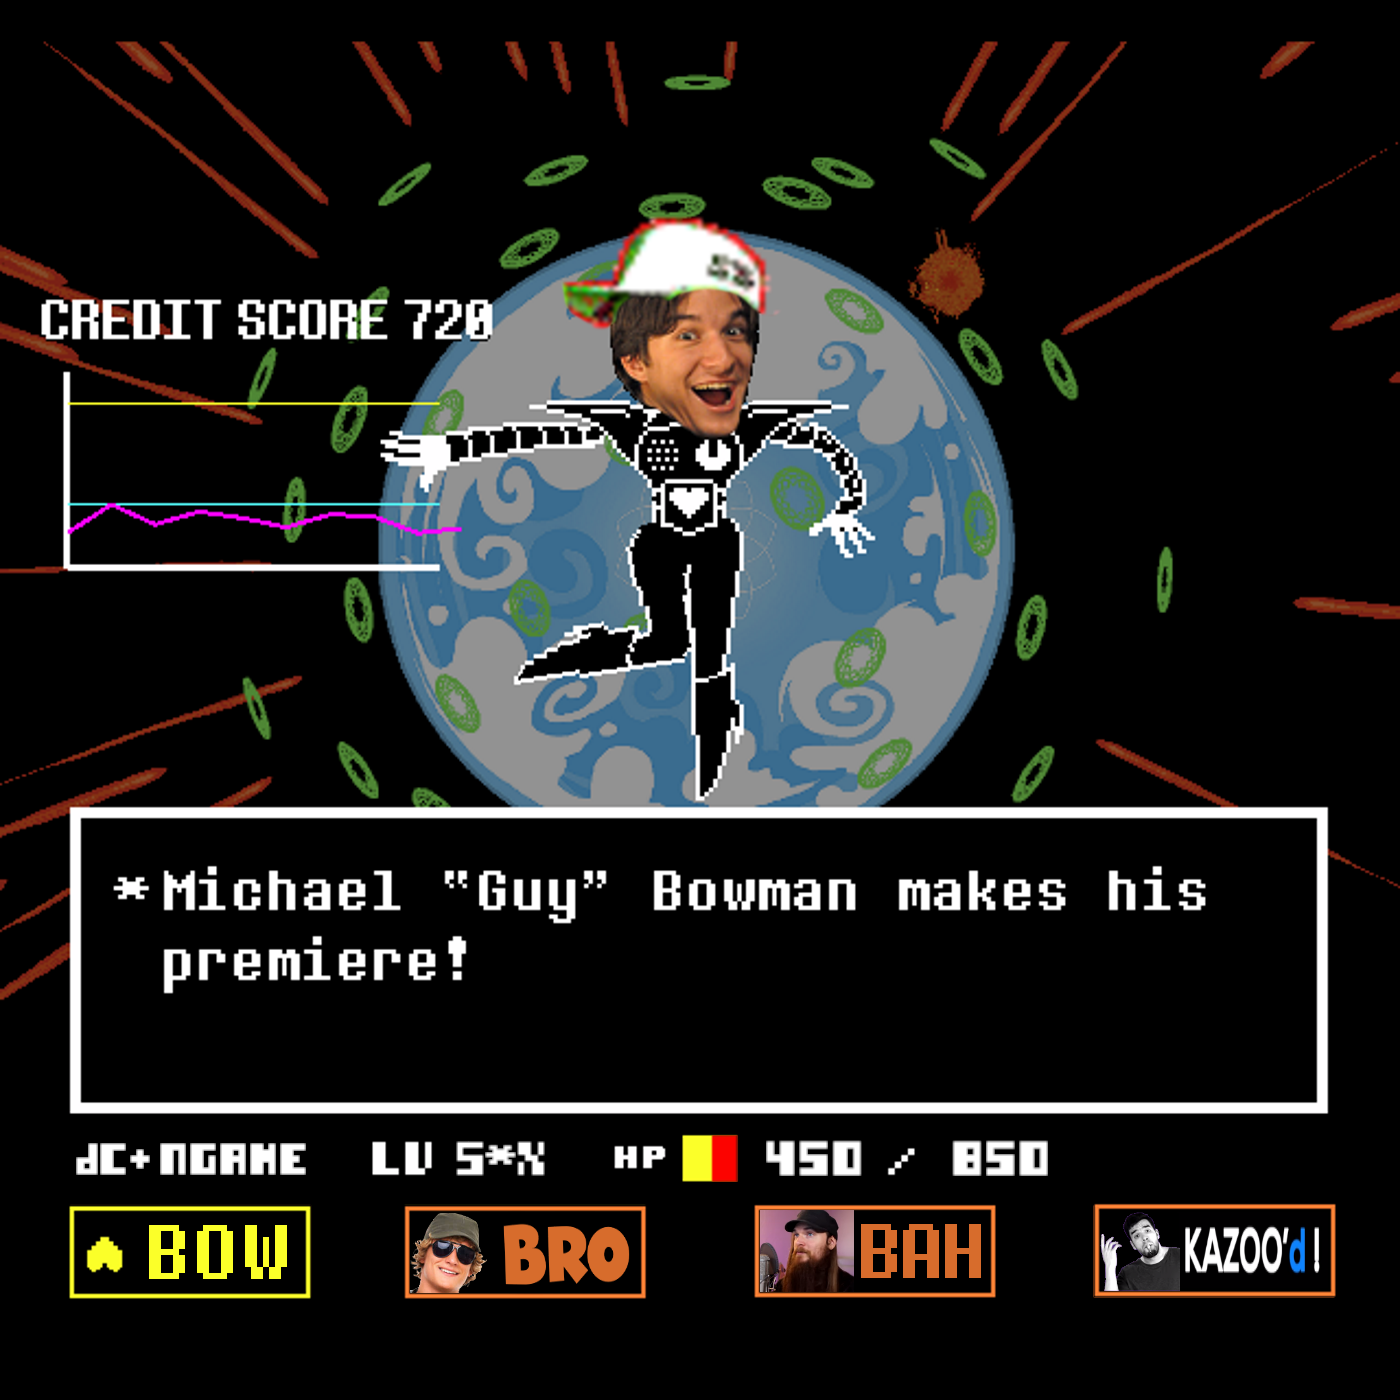 CREDIT SCORE 720
*Michael "Guy" Bowman makes his
premiere!
dC+NGAME LV S*X HP 450 / 850
BOW BRO BAH KAZOO'd!